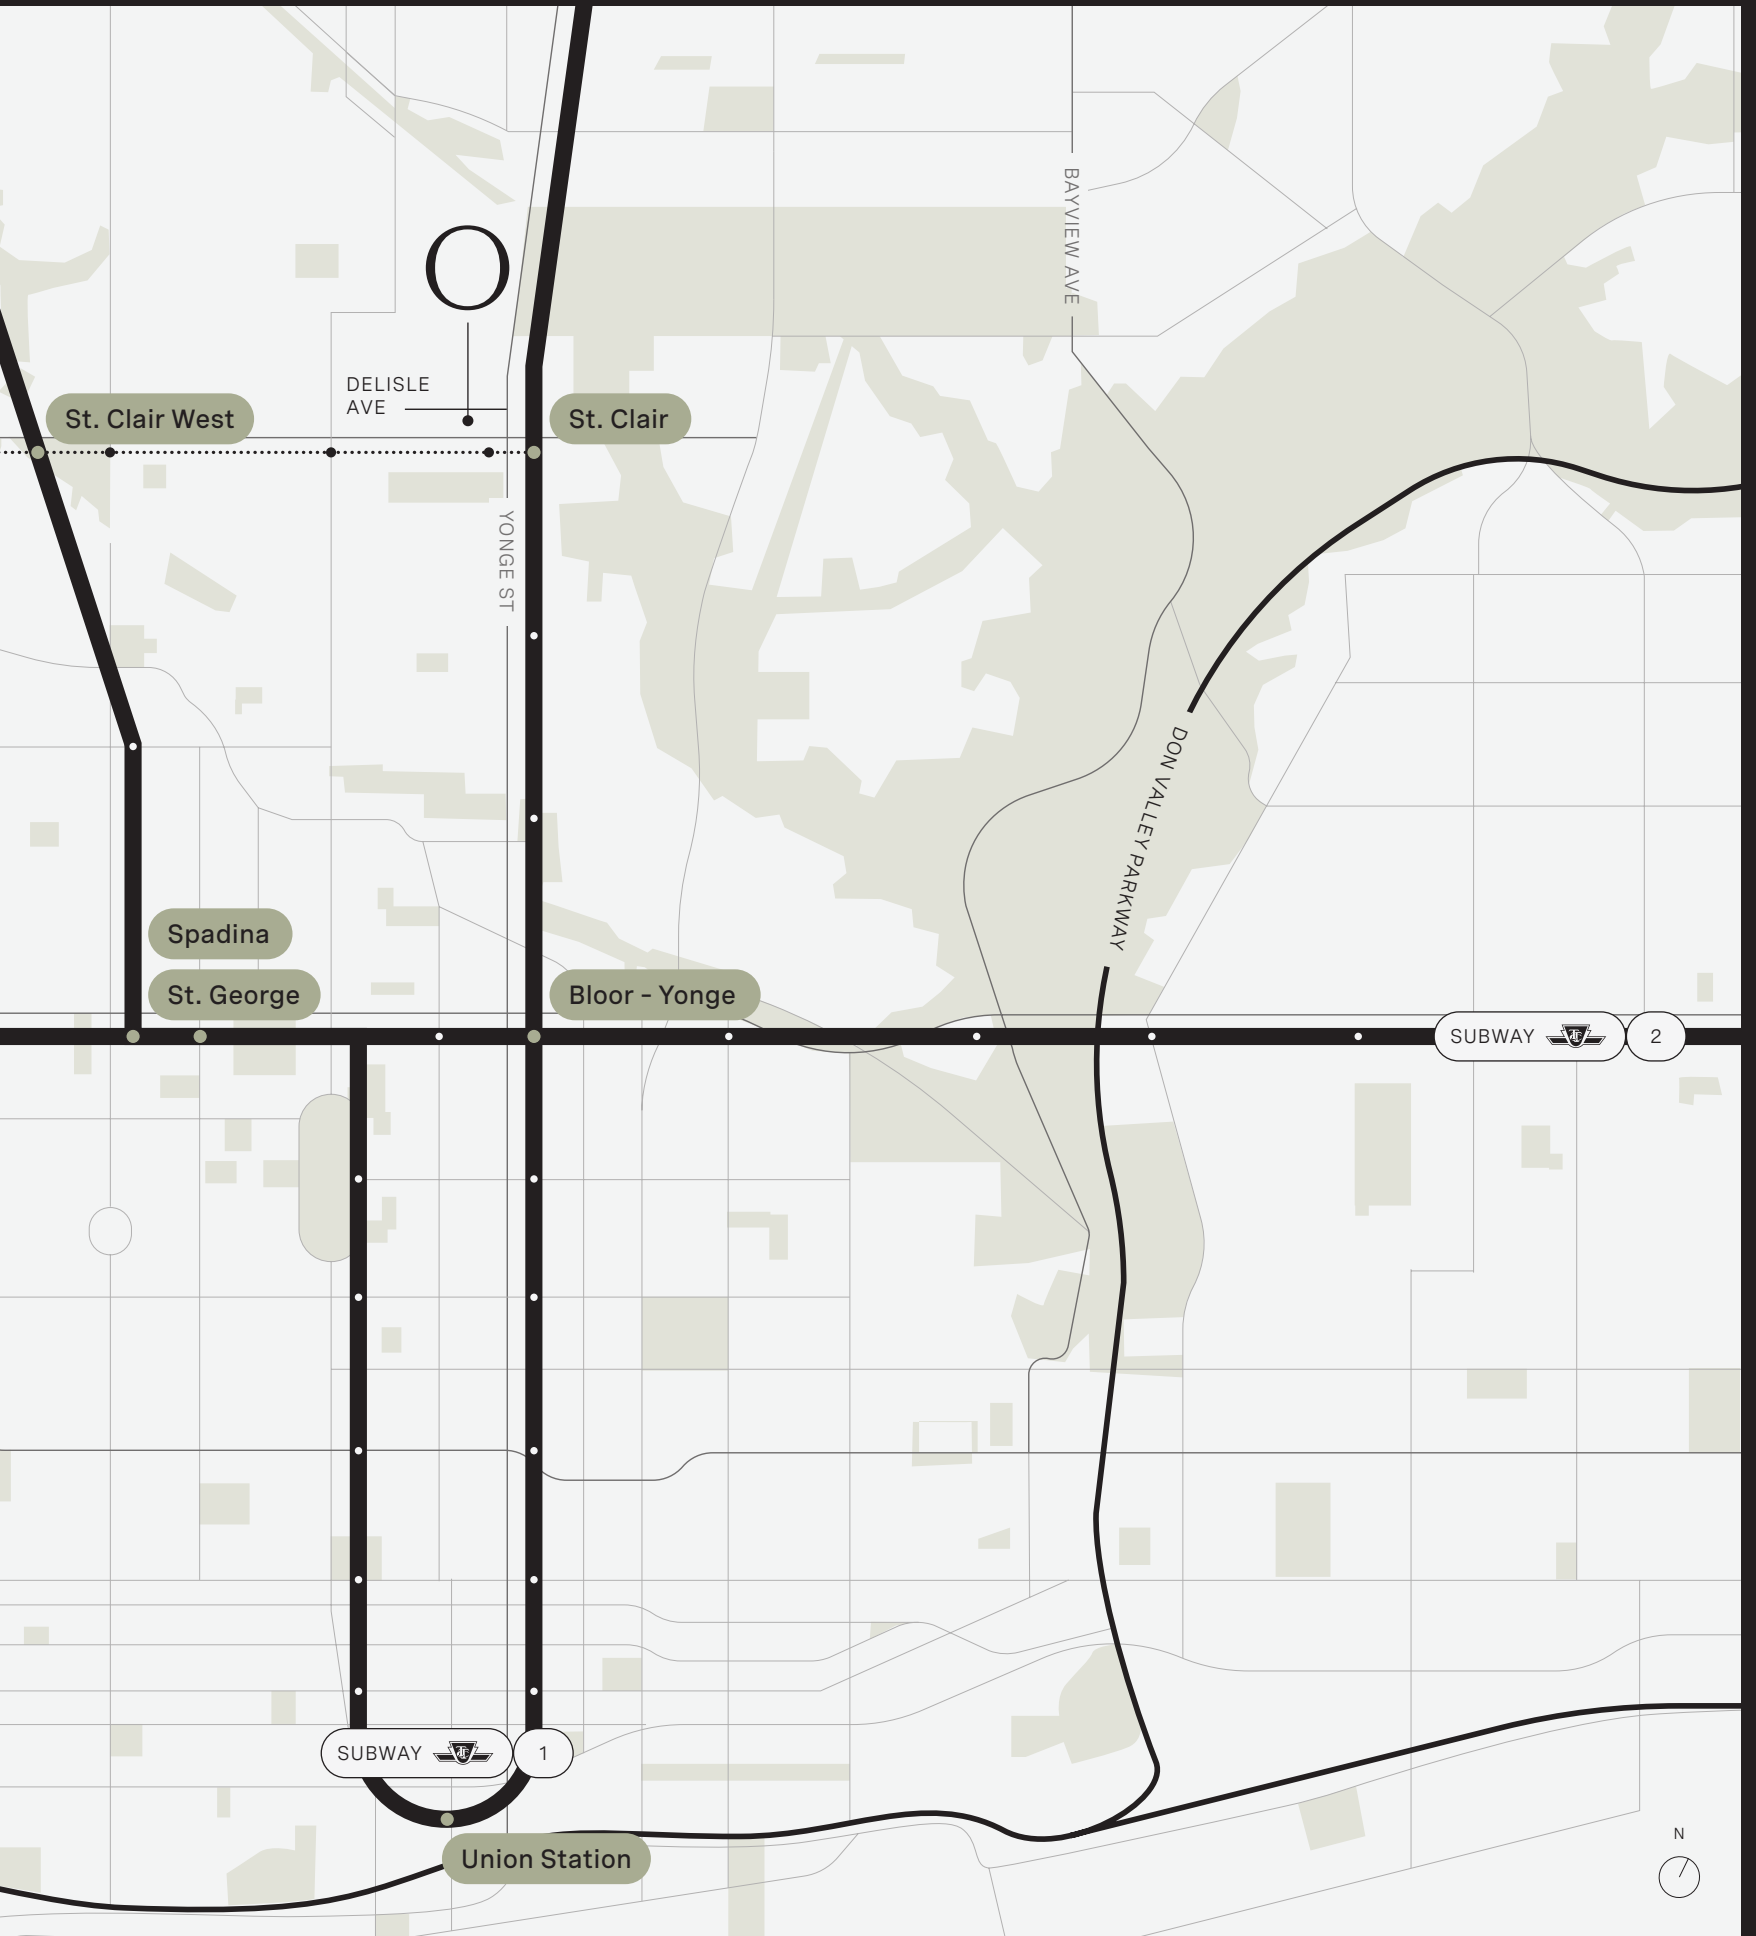 BAYVIEW AVE
O
DELISLE
AVE
St. Clair West
St. Clair
YONGE ST
DON VALLEY PARKWAY
Spadina
St. George
Bloor - Yonge
SUBWAY
2
SUBWAY
1
Union Station
N